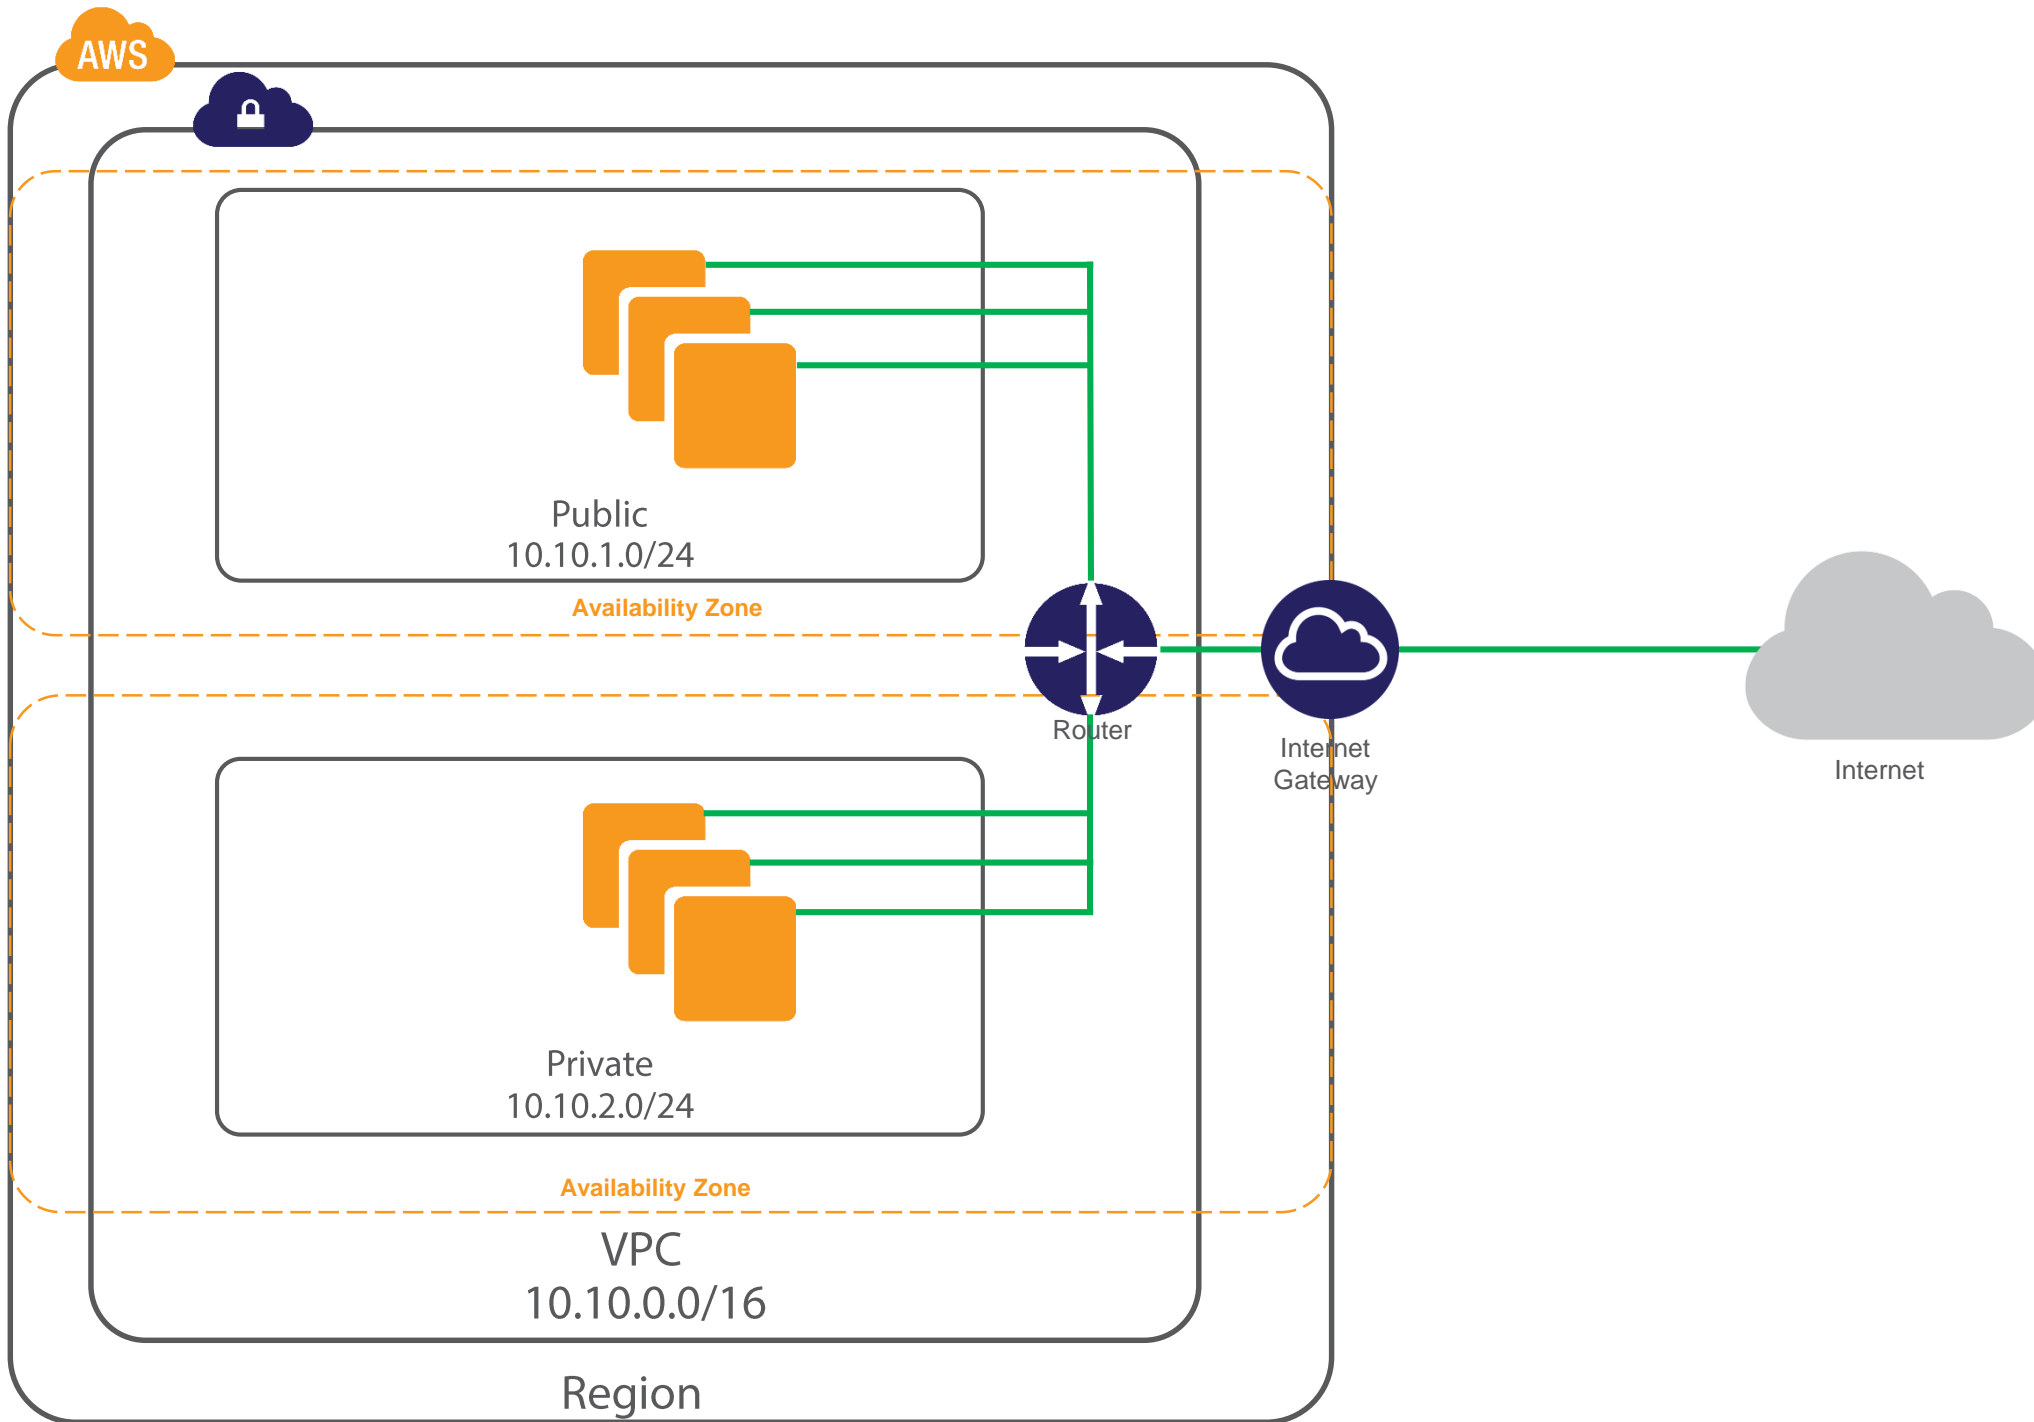 AWS
Public
10.10.1.0/24
Availability Zone
Router
Internet
Gateway
Internet
Private
10.10.2.0/24
Availability Zone
VPC
10.10.0.0/16
Region